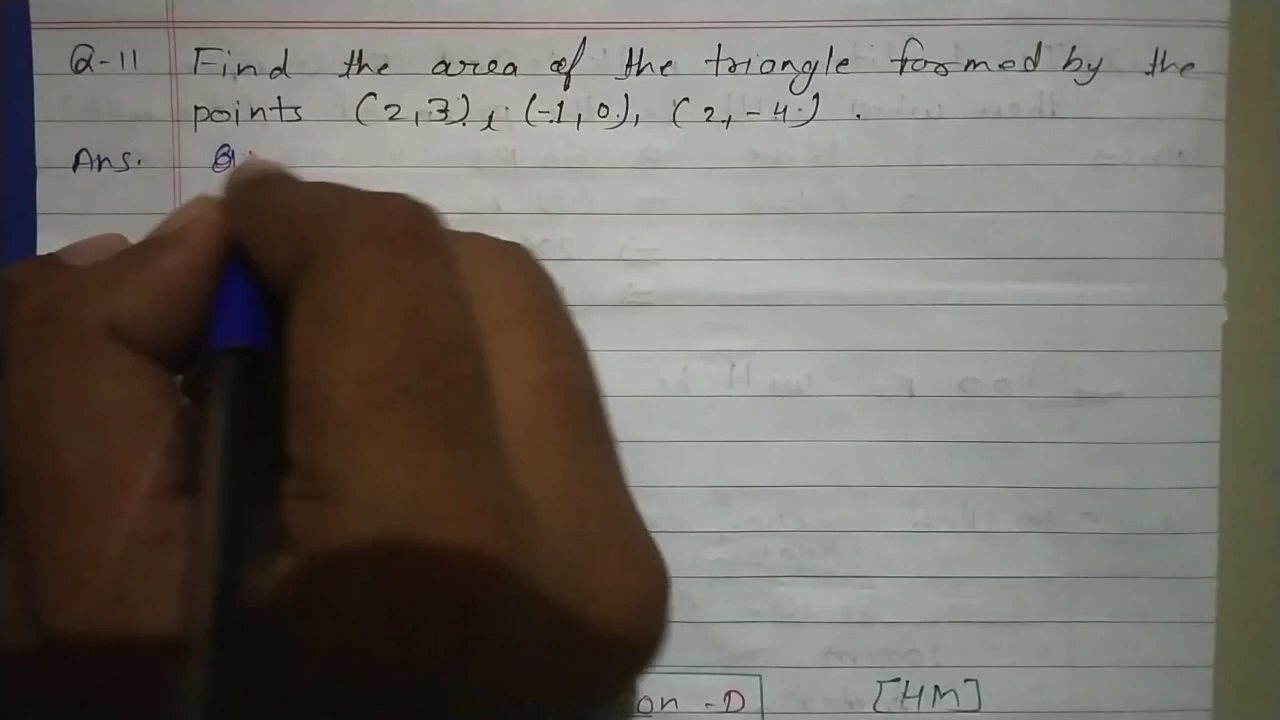 Q-11 Find the area of the triangle formed by the
points (2,3), (-1,0), (2,-4).
Ans.
on - D [4M]